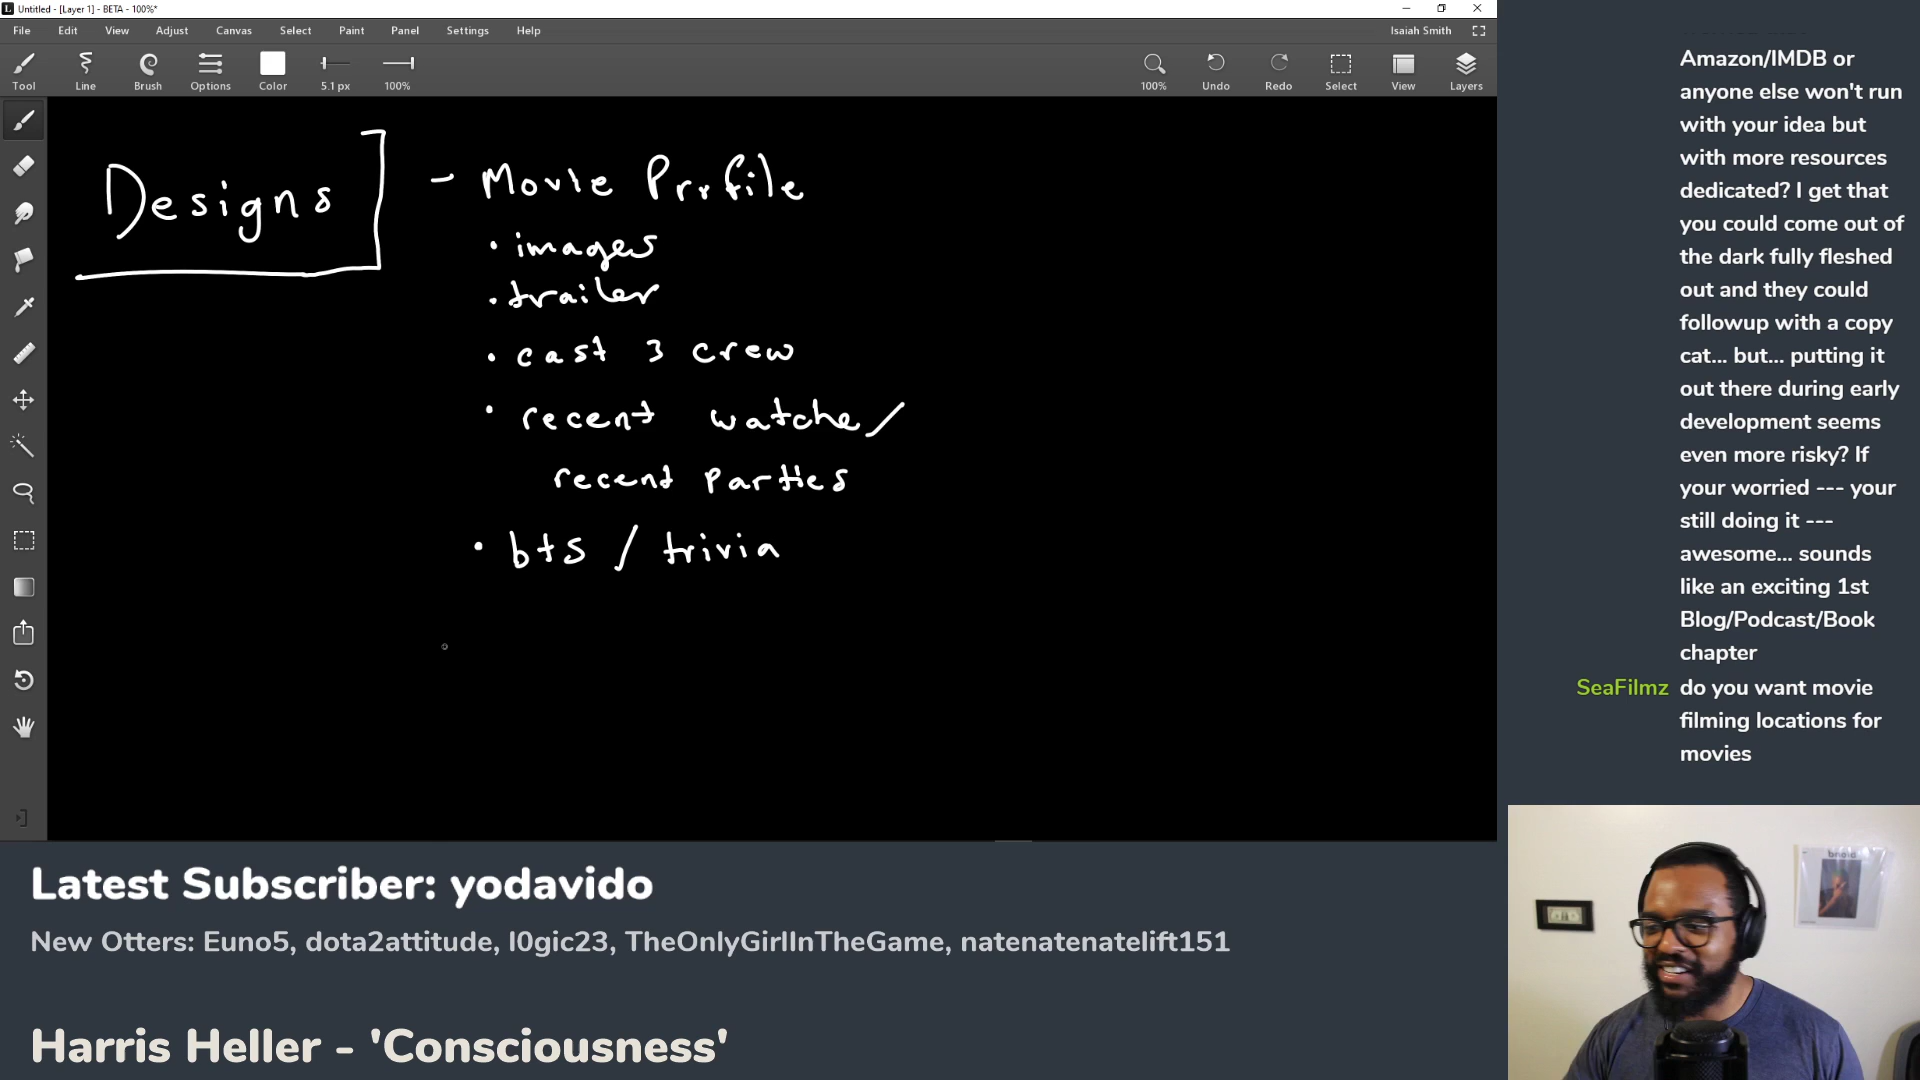 Untitled - [Layer 1] - BETA - 100%*
File Edit View Adjust Canvas Select Paint Panel Settings Help Isaiah Smith
Tool Line Brush Options Color 5.1 px 100% 100% Undo Redo Select View Layers
Designs
- Movie Profile
• images
• trailer
• cast 3 crew
• recent watche/
recent parties
• bts / trivia
Amazon/IMDB or
anyone else won't run
with your idea but
with more resources
dedicated? I get that
you could come out of
the dark fully fleshed
out and they could
followup with a copy
cat... but... putting it
out there during early
development seems
even more risky? If
your worried --- your
still doing it ---
awesome... sounds
like an exciting 1st
Blog/Podcast/Book
chapter
SeaFilmz do you want movie
filming locations for
movies
Latest Subscriber: yodavido
New Otters: Euno5, dota2attitude, l0gic23, TheOnlyGirlInTheGame, natenatenatelift151
Harris Heller - 'Consciousness'